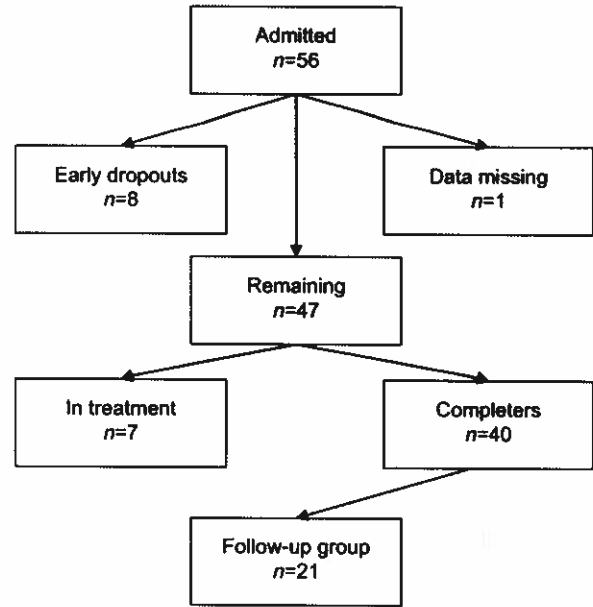 Admitted
n=56
Early dropouts
n=8
Data missing
n=1
Remaining
n=47
In treatment
n=7
Completers
n=40
Follow-up group
n=21